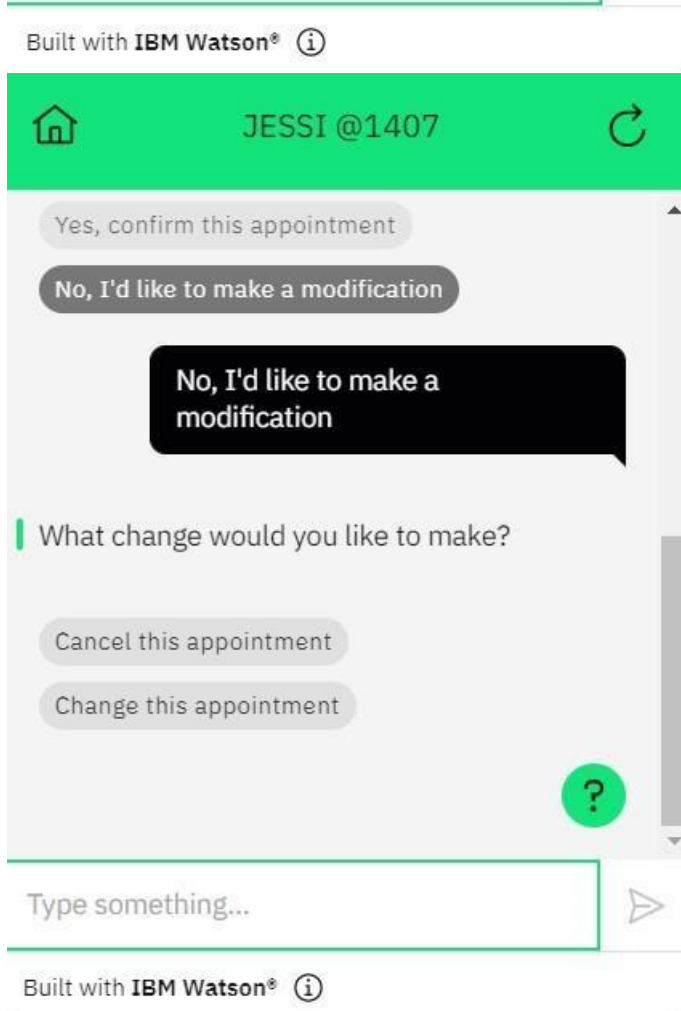 Built with IBM Watson®
JESSI @1407
Yes, confirm this appointment
No, I'd like to make a modification
No, I'd like to make a
modification
What change would you like to make?
Cancel this appointment
Change this appointment
?
Type something...
Built with IBM Watson®